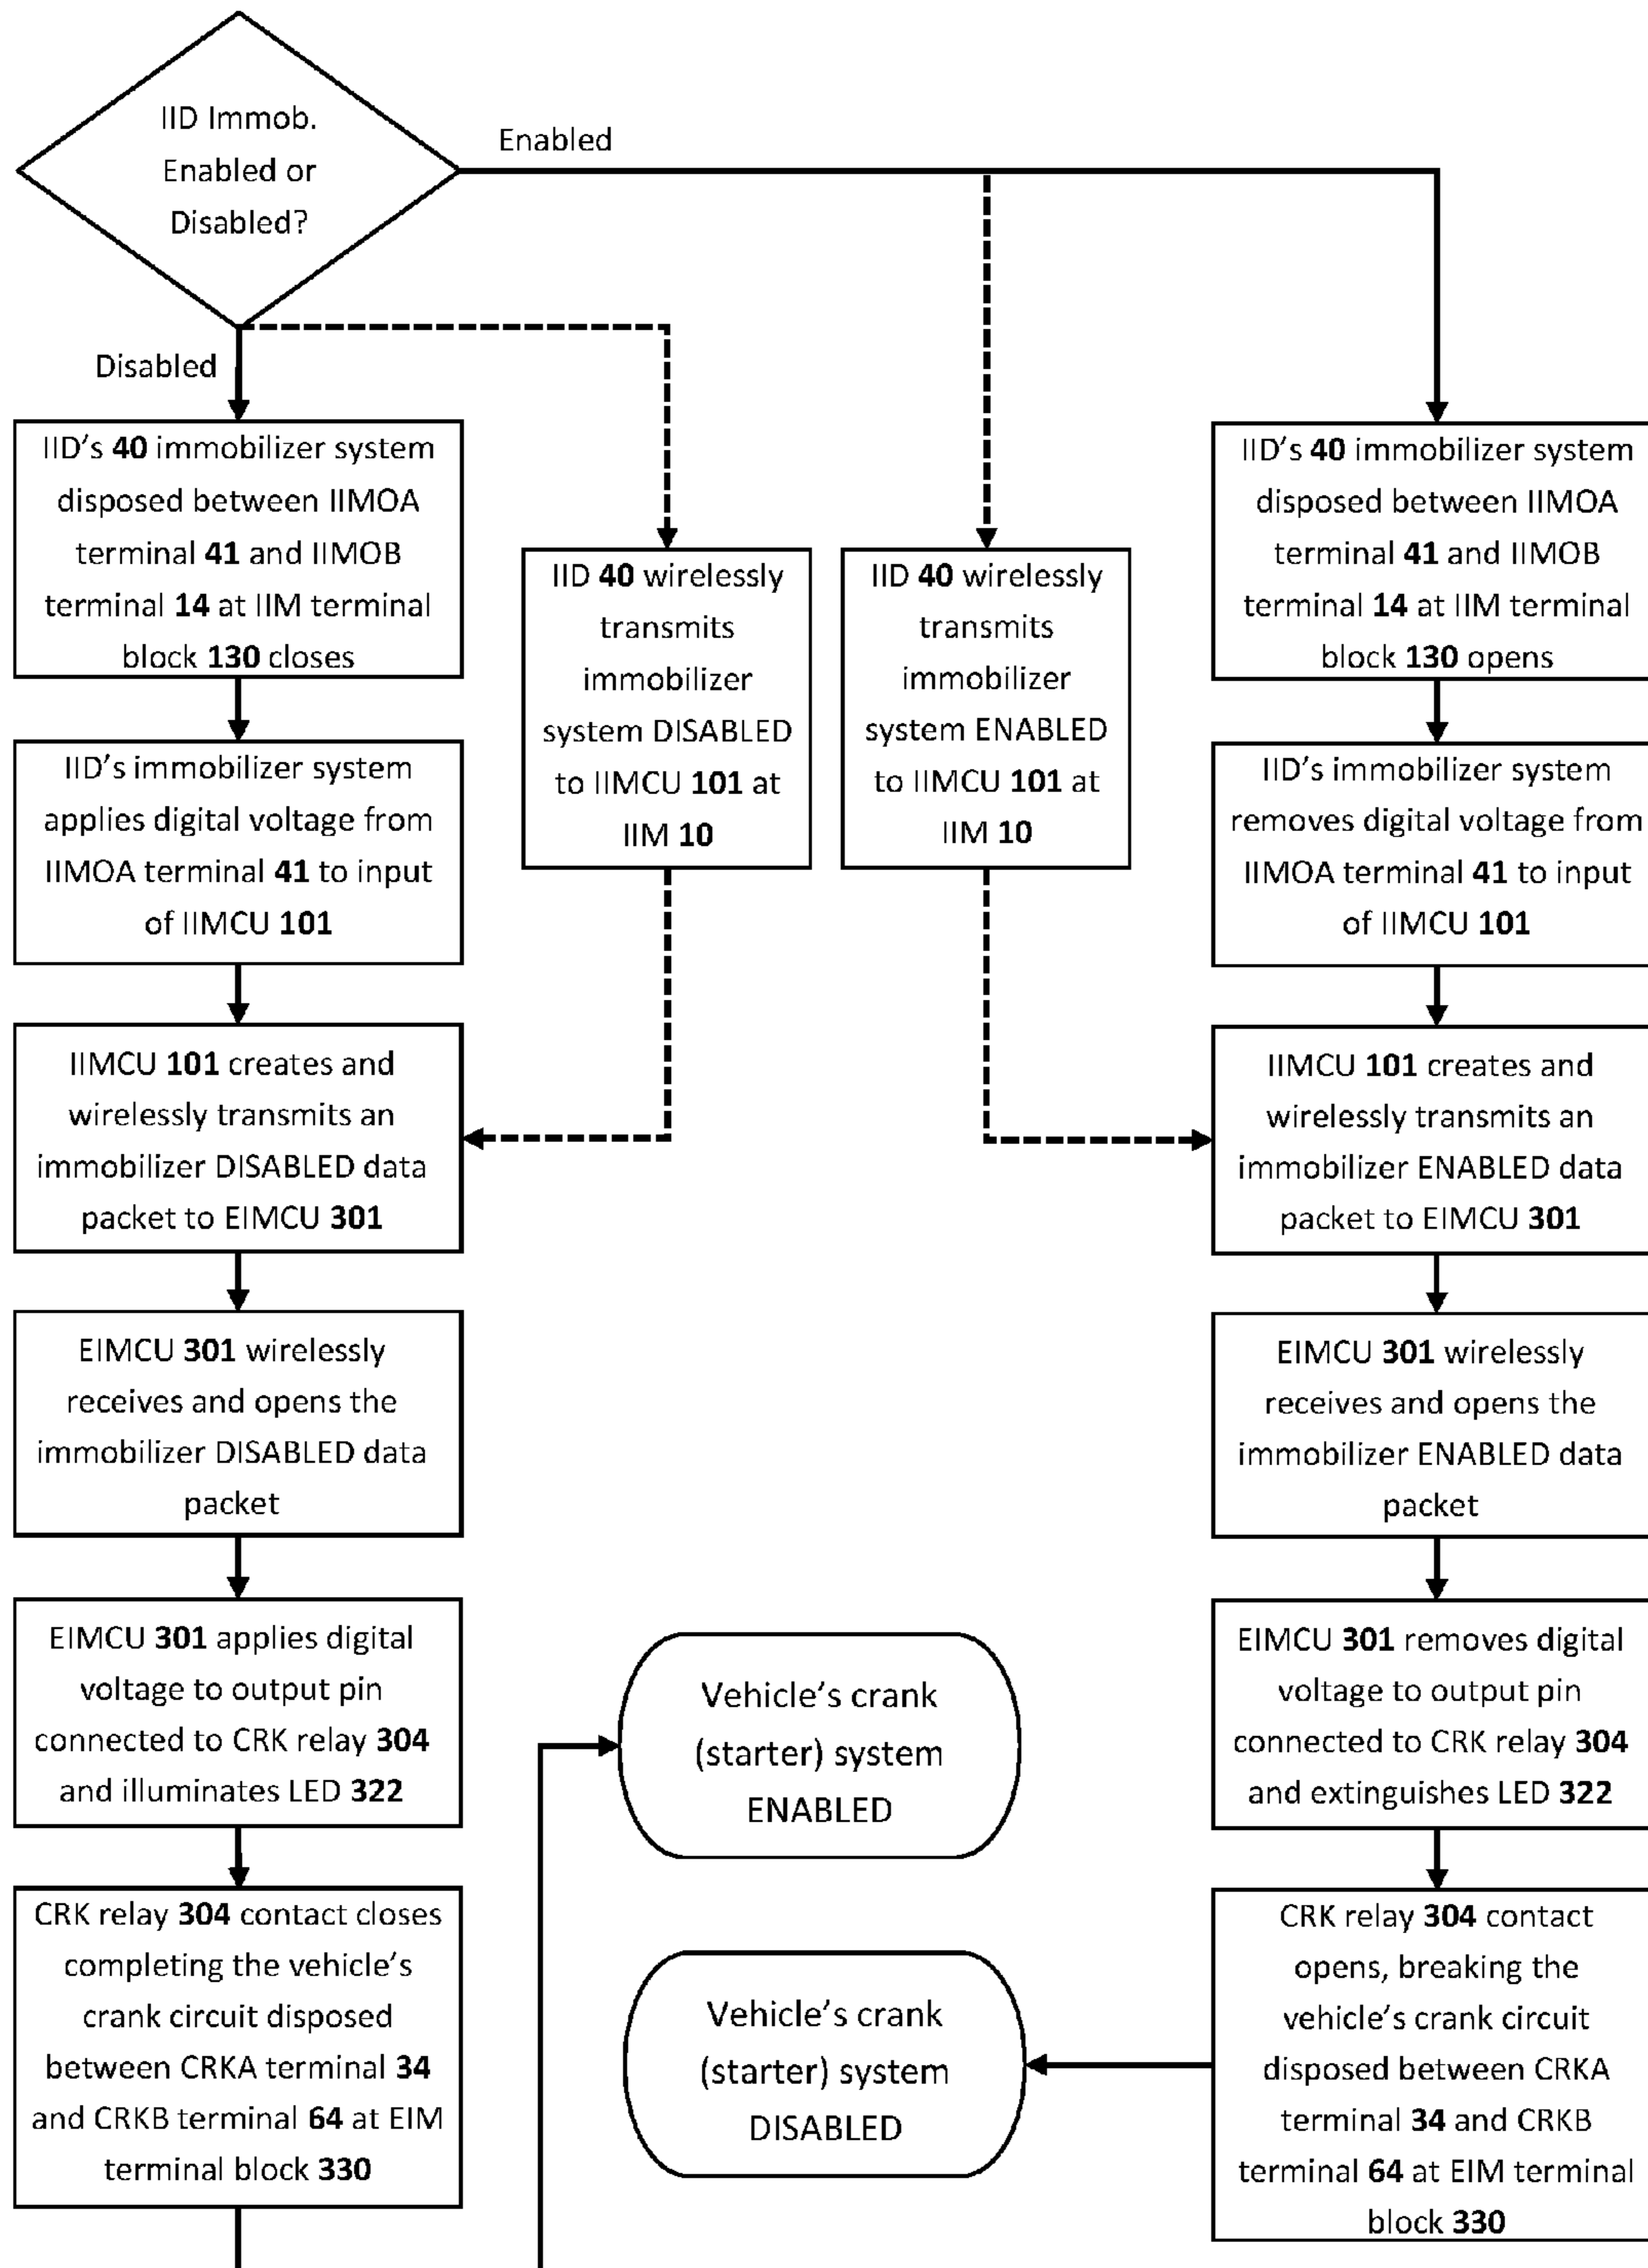 IID Immob.
Enabled or
Disabled?
Enabled
Disabled
IID's 40 immobilizer system
disposed between IIMOA
terminal 41 and IIMOB
terminal 14 at IIM terminal
block 130 closes
IID's immobilizer system
applies digital voltage from
IIMOA terminal 41 to input
of IIMCU 101
IIMCU 101 creates and
wirelessly transmits an
immobilizer DISABLED data
packet to EIMCU 301
EIMCU 301 wirelessly
receives and opens the
immobilizer DISABLED data
packet
EIMCU 301 applies digital
voltage to output pin
connected to CRK relay 304
and illuminates LED 322
CRK relay 304 contact closes
completing the vehicle's
crank circuit disposed
between CRKA terminal 34
and CRKB terminal 64 at EIM
terminal block 330
IID 40 wirelessly
transmits
immobilizer
system DISABLED
to IIMCU 101 at
IIM 10
IID 40 wirelessly
transmits
immobilizer
system ENABLED
to IIMCU 101 at
IIM 10
Vehicle's crank
(starter) system
ENABLED
Vehicle's crank
(starter) system
DISABLED
IID's 40 immobilizer system
disposed between IIMOA
terminal 41 and IIMOB
terminal 14 at IIM terminal
block 130 opens
IID's immobilizer system
removes digital voltage from
IIMOA terminal 41 to input
of IIMCU 101
IIMCU 101 creates and
wirelessly transmits an
immobilizer ENABLED data
packet to EIMCU 301
EIMCU 301 wirelessly
receives and opens the
immobilizer ENABLED data
packet
EIMCU 301 removes digital
voltage to output pin
connected to CRK relay 304
and extinguishes LED 322
CRK relay 304 contact
opens, breaking the
vehicle's crank circuit
disposed between CRKA
terminal 34 and CRKB
terminal 64 at EIM terminal
block 330